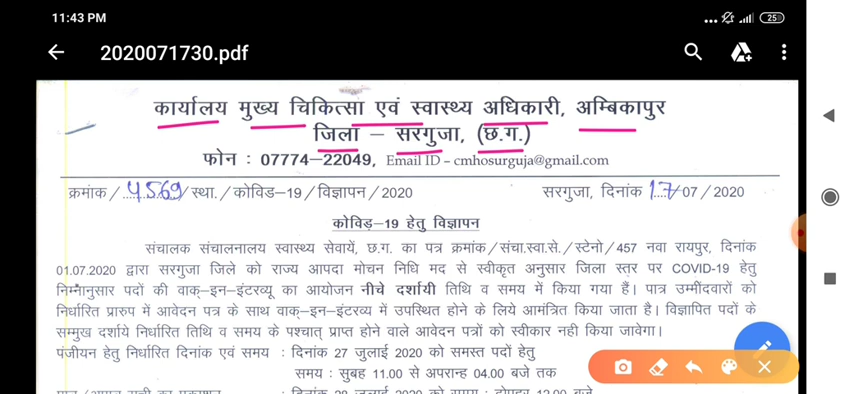 11:43 PM
25
2020071730.pdf
कार्यालय मुख्य चिकित्सा एवं स्वास्थ्य अधिकारी, अम्बिकापुर
जिला – सरगुजा, (छ.ग.)
फोन : 07774–22049, Email ID – cmhosurguja@gmail.com
क्रमांक/4569/स्था./कोविड–19/विज्ञापन/2020 सरगुजा, दिनांक 17/07/2020
कोविड़–19 हेतु विज्ञापन
संचालक संचालनालय स्वास्थ्य सेवायें, छ.ग. का पत्र क्रमांक/संचा.स्वा.से./स्टेनो/457 नवा रायपुर, दिनांक
01.07.2020 द्वारा सरगुजा जिले को राज्य आपदा मोचन निधि मद से स्वीकृत अनुसार जिला स्तर पर COVID-19 हेतु
निम्नानुसार पदों की वाक्-इन-इंटरव्यू का आयोजन नीचे दर्शायी तिथि व समय में किया गया हैं। पात्र उम्मींदवारों को
निर्धारित प्रारुप में आवेदन पत्र के साथ वाक्-इन-इंटरव्यू में उपस्थित होने के लिये आमंत्रित किया जाता है। विज्ञापित पदों के
सम्मुख दर्शाये निर्धारित तिथि व समय के पश्चात् प्राप्त होने वाले आवेदन पत्रों को स्वीकार नही किया जावेगा।
पंजीयन हेतु निर्धारित दिनांक एवं समय : दिनांक 27 जुलाई 2020 को समस्त पदों हेतु
समय : सुबह 11.00 से अपरान्ह 04.00 बजे तक